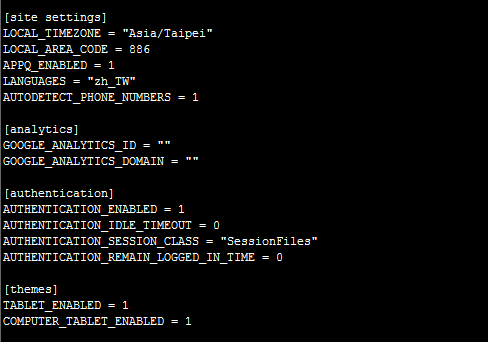 [site settings]
LOCAL_TIMEZONE = "Asia/Taipei"
LOCAL_AREA_CODE = 886
APPQ_ENABLED = 1
LANGUAGES = "zh_TW"
AUTODETECT_PHONE_NUMBERS = 1
[analytics]
GOOGLE_ANALYTICS_ID = ""
GOOGLE_ANALYTICS_DOMAIN = ""
[authentication]
AUTHENTICATION_ENABLED = 1
AUTHENTICATION_IDLE_TIMEOUT = 0
AUTHENTICATION_SESSION_CLASS = "SessionFiles"
AUTHENTICATION_REMAIN_LOGGED_IN_TIME = 0
[themes]
TABLET_ENABLED = 1
COMPUTER_TABLET_ENABLED = 1